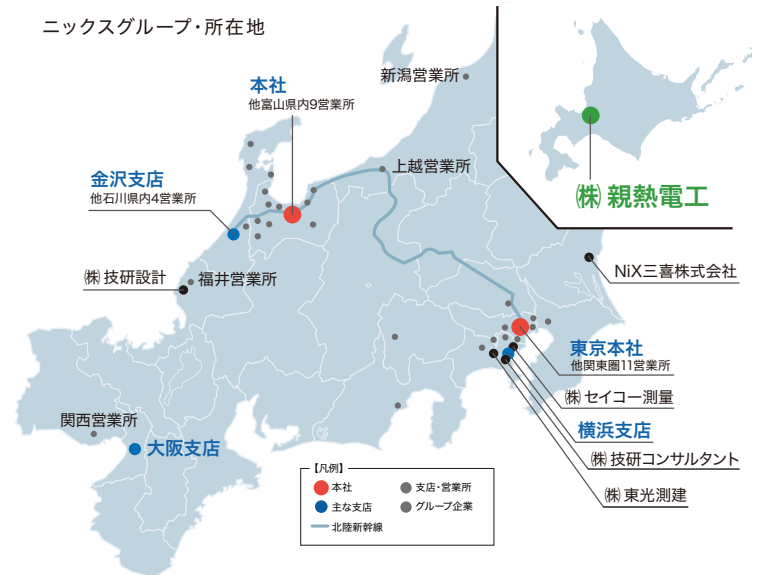 ニックスグループ・所在地
新潟営業所
本社
他富山県内9営業所
上越営業所
金沢支店
他石川県内4営業所
㈱ 親熱電工
㈱ 技研設計
福井営業所
NiX三喜株式会社
東京本社
他関東圏11営業所
㈱ セイコー測量
横浜支店
㈱ 技研コンサルタント
㈱ 東光測建
関西営業所
大阪支店
【凡例】
本社
支店・営業所
主な支店
グループ企業
北陸新幹線